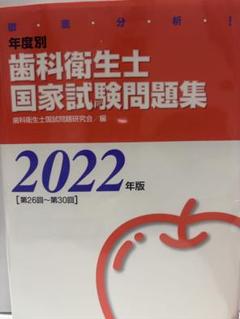 徹底分析!
年度別
歯科衛生士
国家試験問題集
歯科衛生士国試問題研究会/編
2022年版
[第26回~第30回]